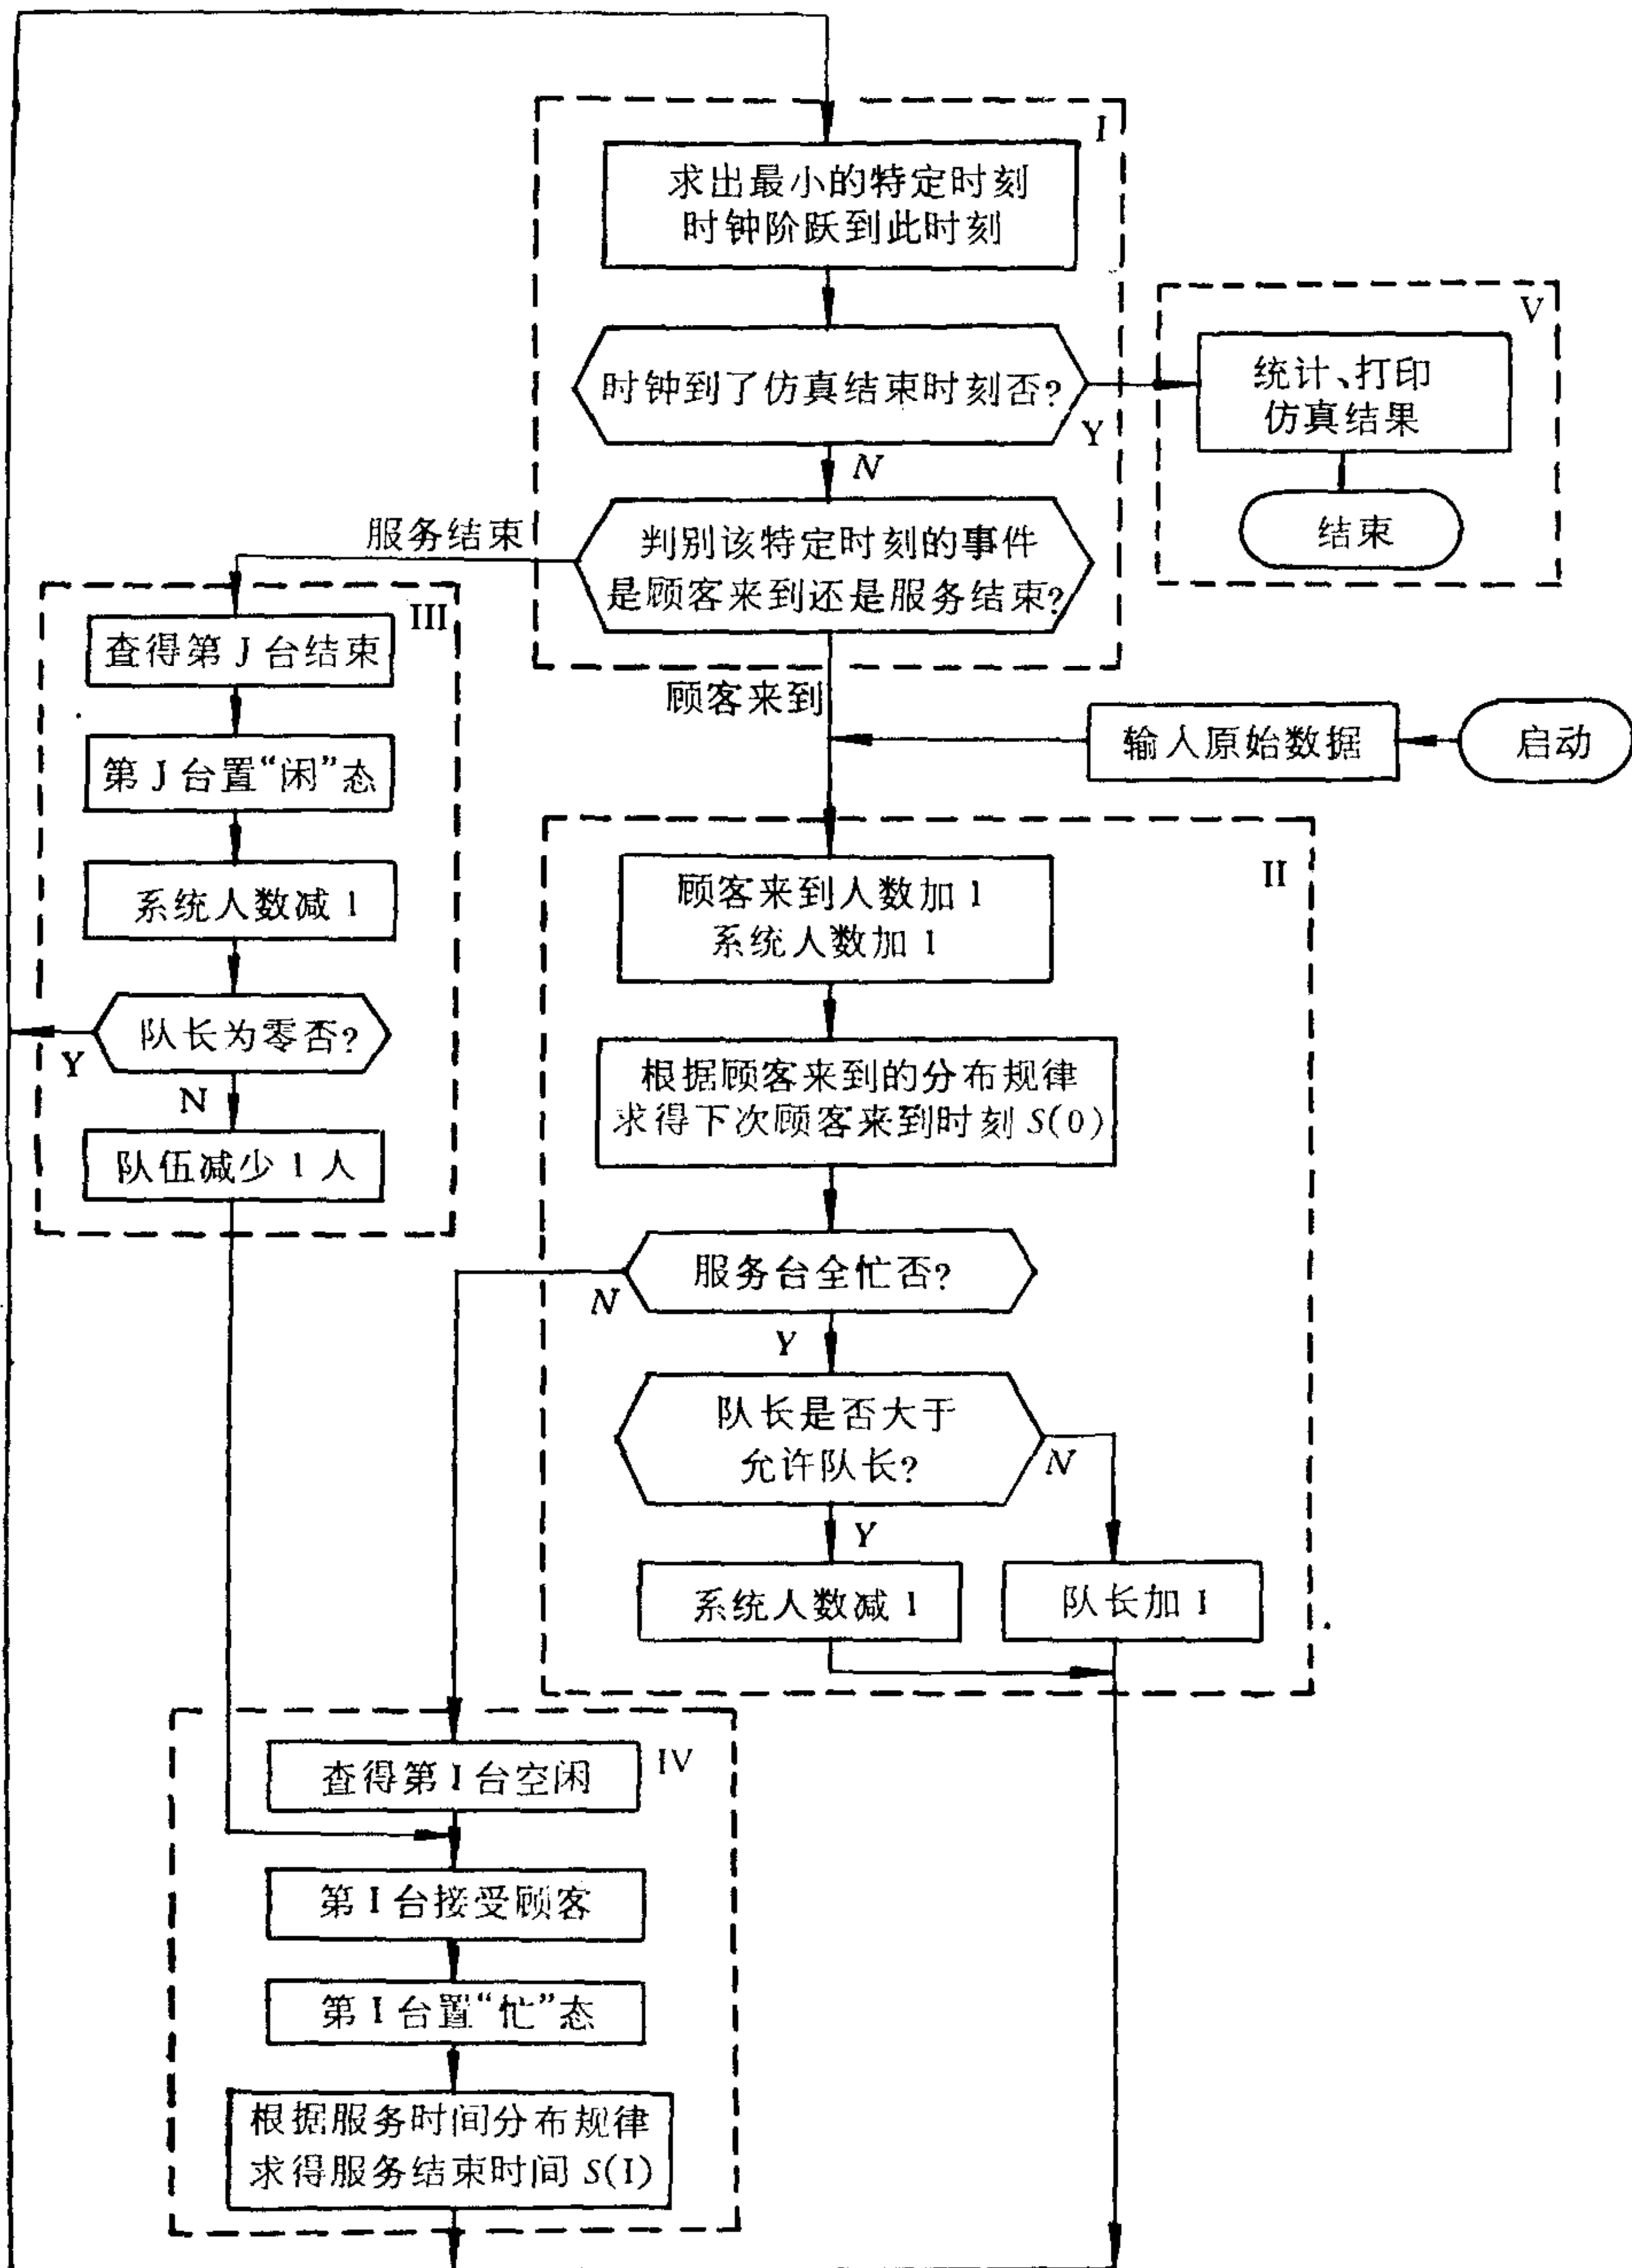 I
求出最小的特定时刻
时钟阶跃到此时刻
V
时钟到了仿真结束时刻否?
Y
统计、打印
仿真结果
N
结束
服务结束
判别该特定时刻的事件
是顾客来到还是服务结束?
III
查得第 J 台结束
顾客来到
输入原始数据
启动
第 J 台置“闲”态
II
顾客来到人数加 1
系统人数加 1
系统人数减 1
队长为零否?
Y
N
根据顾客来到的分布规律
求得下次顾客来到时刻 S(0)
队伍减少 1 人
服务台全忙否?
N
Y
队长是否大于
允许队长?
N
Y
系统人数减 1
队长加 1
IV
查得第 I 台空闲
第 I 台接受顾客
第 I 台置“忙”态
根据服务时间分布规律
求得服务结束时间 S(I)